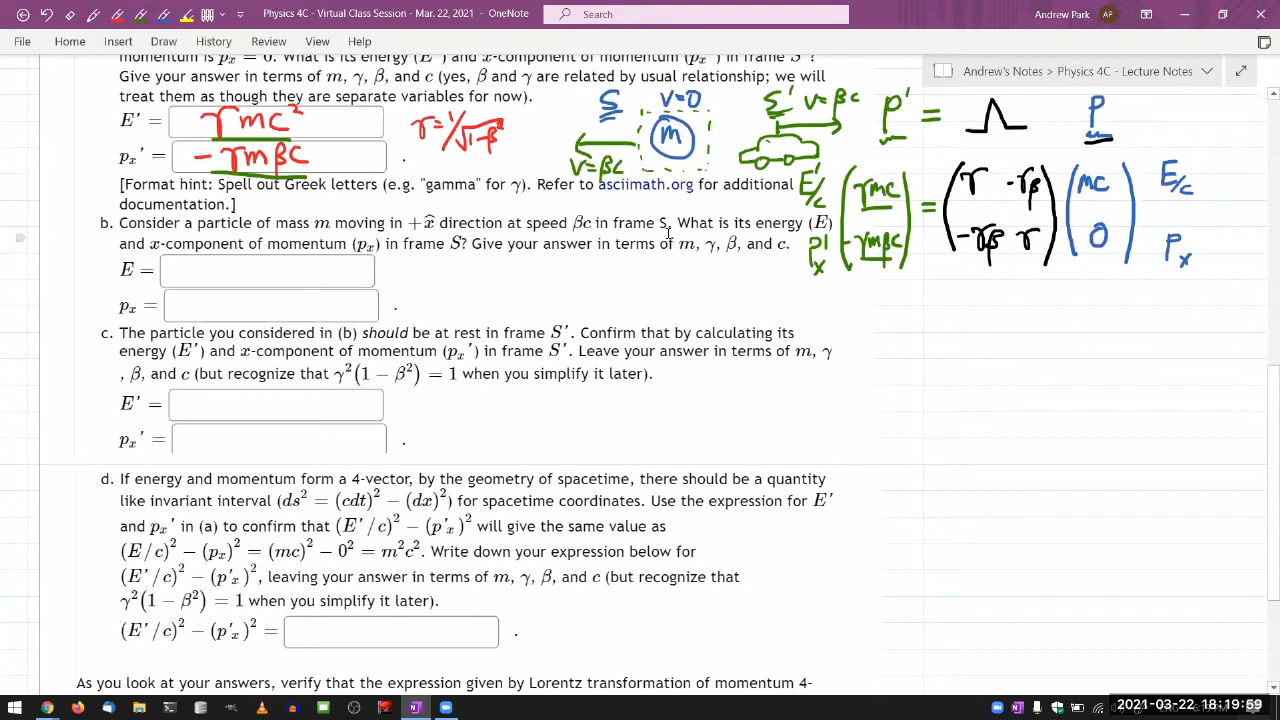 Physics 4C - Virtual Class Session - Mar. 22, 2021 - OneNote
Search
Andrew Park
AP
File Home Insert Draw History Review View Help
momentum is pₓ = 0. What is its energy (E') and x-component of momentum (pₓ') in frame S'?
Give your answer in terms of m, γ, β, and c (yes, β and γ are related by usual relationship; we will
treat them as though they are separate variables for now).
E' = γmc²
γ = 1/√1-β²
pₓ' = -γmβc .
[Format hint: Spell out Greek letters (e.g. "gamma" for γ). Refer to asciimath.org for additional
documentation.]
b. Consider a particle of mass m moving in +x̂ direction at speed βc in frame S. What is its energy (E)
and x-component of momentum (pₓ) in frame S? Give your answer in terms of m, γ, β, and c.
E =
pₓ = .
c. The particle you considered in (b) should be at rest in frame S'. Confirm that by calculating its
energy (E') and x-component of momentum (pₓ') in frame S'. Leave your answer in terms of m, γ
, β, and c (but recognize that γ²(1 − β²) = 1 when you simplify it later).
E' =
pₓ' = .
d. If energy and momentum form a 4-vector, by the geometry of spacetime, there should be a quantity
like invariant interval (ds² = (cdt)² − (dx)²) for spacetime coordinates. Use the expression for E'
and pₓ' in (a) to confirm that (E'/c)² − (p'ₓ)² will give the same value as
(E/c)² − (pₓ)² = (mc)² − 0² = m²c². Write down your expression below for
(E'/c)² − (p'ₓ)², leaving your answer in terms of m, γ, β, and c (but recognize that
γ²(1 − β²) = 1 when you simplify it later).
(E'/c)² − (p'ₓ)² = .
As you look at your answers, verify that the expression given by Lorentz transformation of momentum 4-
S V=0 S' V=βc
m
V=βc
Andrew's Notes » Physics 4C - Lecture Notes
P' = Λ P
E'/c γmc = γ -γβ mc E/c
P'ₓ -γmβc -γβ γ 0 Pₓ
2021-03-22 18:19:59